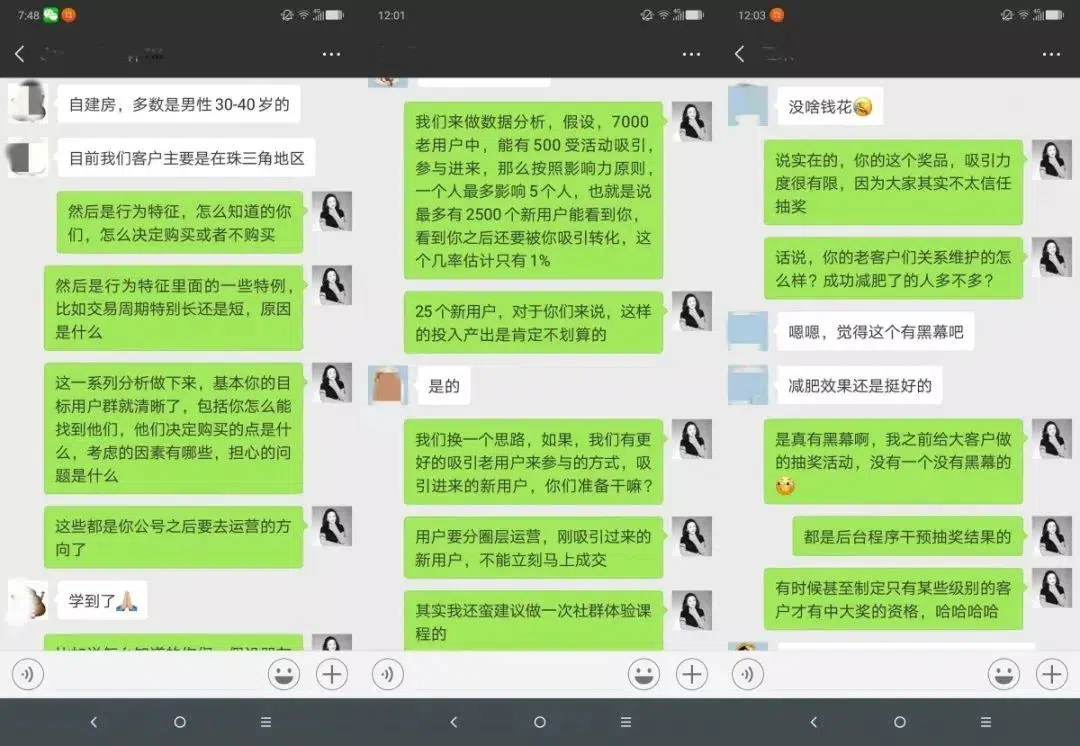 7:48
自建房，多数是男性30-40岁的
目前我们客户主要是在珠三角地区
然后是行为特征，怎么知道的你
们，怎么决定购买或者不购买
然后是行为特征里面的一些特例，
比如交易周期特别长还是短，原因
是什么
这一系列分析做下来，基本你的目
标用户群就清晰了，包括你怎么能
找到他们，他们决定购买的点是什
么，考虑的因素有哪些，担心的问
题是什么
这些都是你公号之后要去运营的方
向了
学到了
12:01
我们来做数据分析，假设，7000
老用户中，能有500受活动吸引，
参与进来，那么按照影响力原则，
一个人最多影响5个人，也就是说
最多有2500个新用户能看到你，
看到你之后还要被你吸引转化，这
个几率估计只有1%
25个新用户，对于你们来说，这样
的投入产出是肯定不划算的
是的
我们换一个思路，如果，我们有更
好的吸引老用户来参与的方式，吸
引进来的新用户，你们准备干嘛？
用户要分圈层运营，刚吸引过来的
新用户，不能立刻马上成交
其实我还蛮建议做一次社群体验课
程的
12:03
没啥钱花
说实在的，你的这个奖品，吸引力
度很有限，因为大家其实不太信任
抽奖
话说，你的老客户们关系维护的怎
么样？成功减肥了的人多不多？
嗯嗯，觉得这个有黑幕吧
减肥效果还是挺好的
是真有黑幕啊，我之前给大客户做
的抽奖活动，没有一个没有黑幕的
都是后台程序干预抽奖结果的
有时候甚至制定只有某些级别的客
户才有中大奖的资格，哈哈哈哈